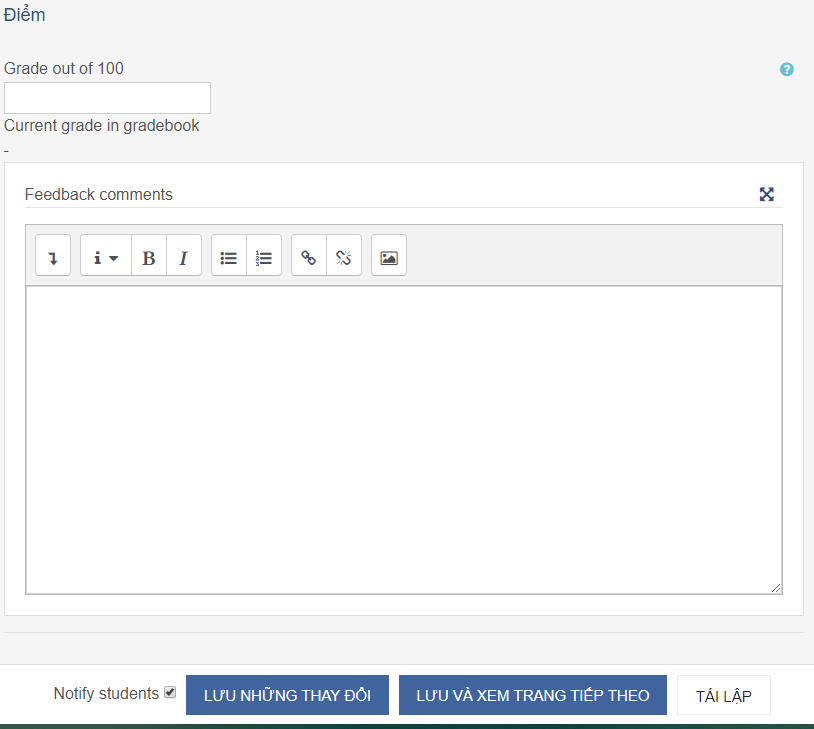 Điểm
Grade out of 100
Current grade in gradebook
-
Feedback comments
Notify students LƯU NHỮNG THAY ĐỔI LƯU VÀ XEM TRANG TIẾP THEO TÁI LẬP